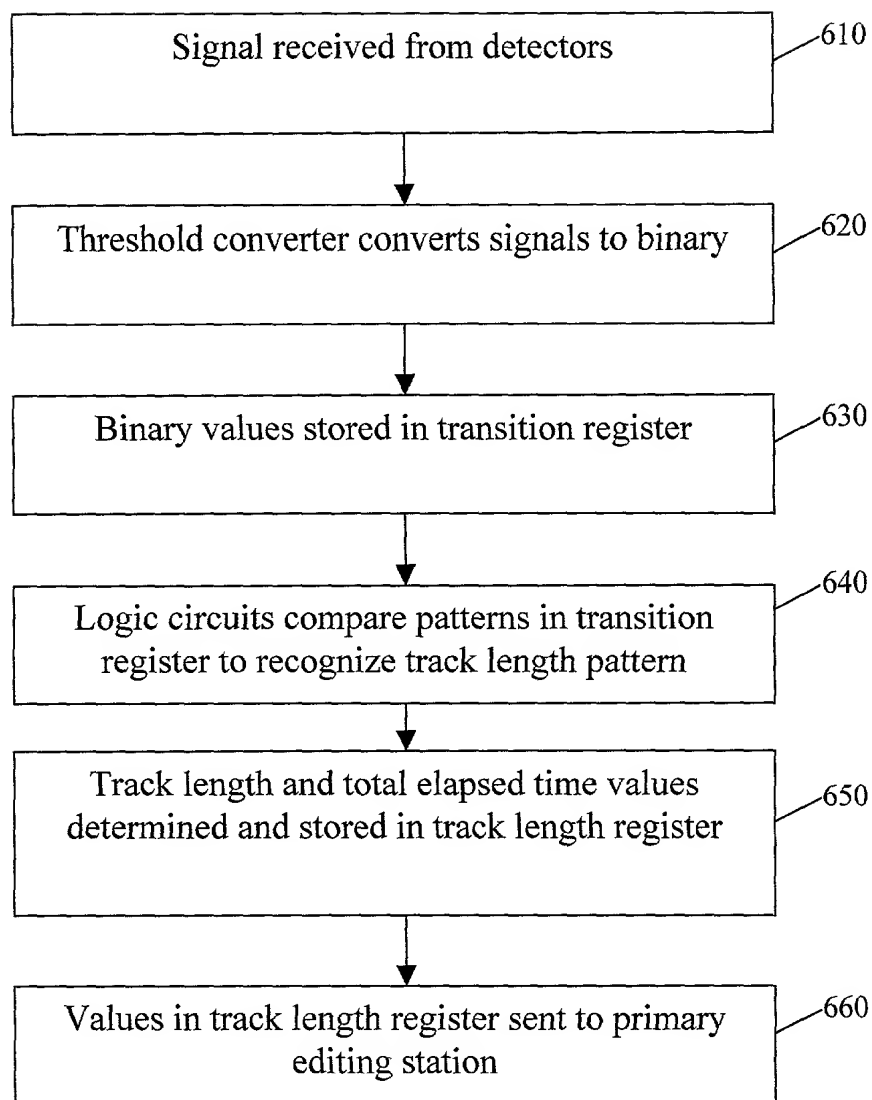 Signal received from detectors
610
Threshold converter converts signals to binary
620
Binary values stored in transition register
630
Logic circuits compare patterns in transition
register to recognize track length pattern
640
Track length and total elapsed time values
determined and stored in track length register
650
Values in track length register sent to primary
editing station
660